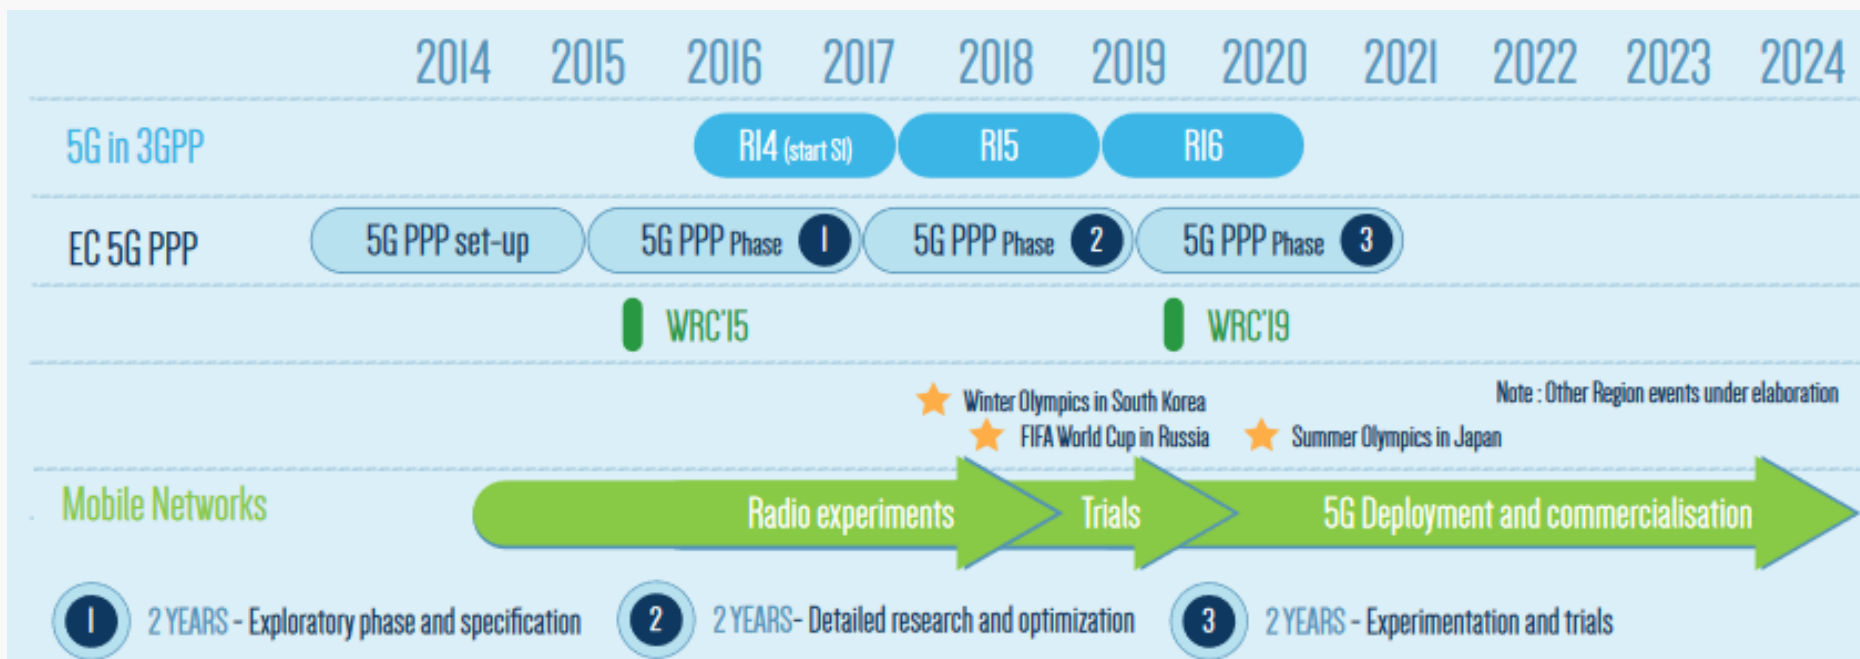 2014 2015 2016 2017 2018 2019 2020 2021 2022 2023 2024
5G in 3GPP R14 (start SI) R15 R16
EC 5G PPP 5G PPP set-up 5G PPP Phase 1 5G PPP Phase 2 5G PPP Phase 3
WRC'15 WRC'19
Winter Olympics in South Korea Note : Other Region events under elaboration
FIFA World Cup in Russia Summer Olympics in Japan
Mobile Networks Radio experiments Trials 5G Deployment and commercialisation
1 2 YEARS - Exploratory phase and specification 2 2 YEARS- Detailed research and optimization 3 2 YEARS - Experimentation and trials